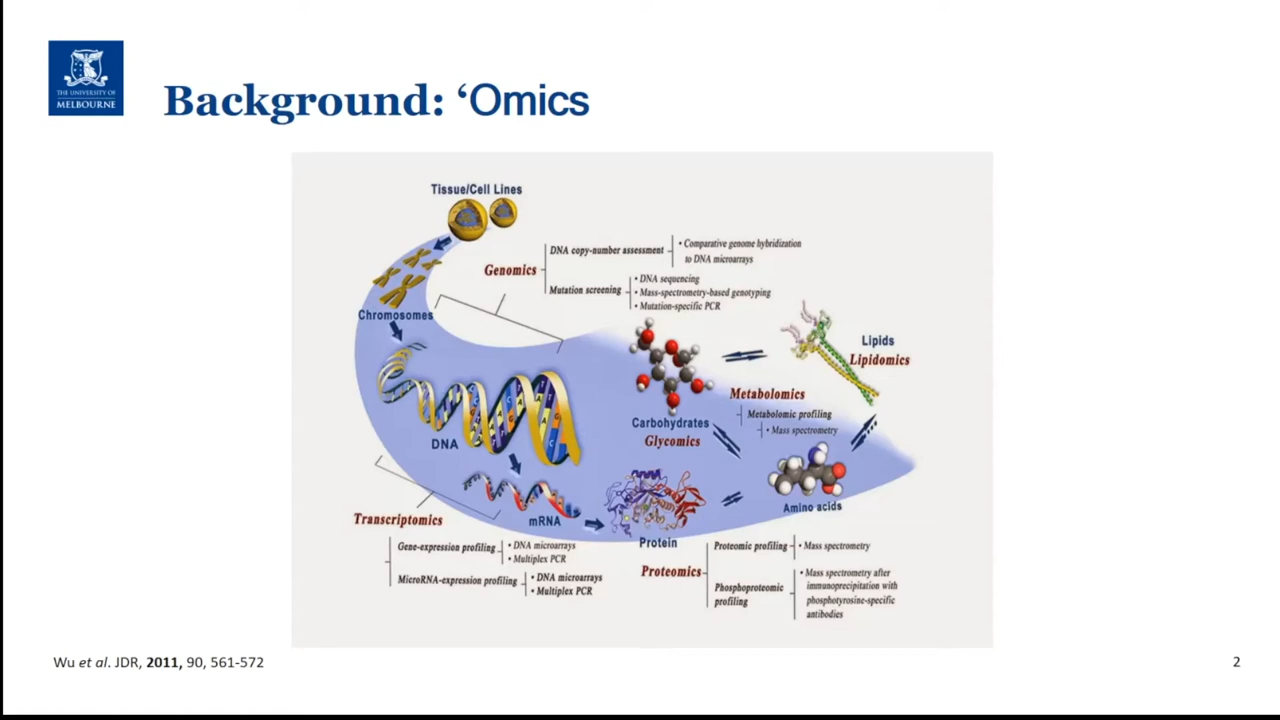 THE UNIVERSITY OF
MELBOURNE
Background: ‘Omics
Tissue/Cell Lines
Genomics
DNA copy-number assessment
• Comparative genome hybridization
to DNA microarrays
Mutation screening
• DNA sequencing
• Mass-spectrometry-based genotyping
• Mutation-specific PCR
Chromosomes
Lipids
Lipidomics
Metabolomics
Metabolomic profiling
• Mass spectrometry
Carbohydrates
Glycomics
DNA
Amino acids
mRNA
Protein
Transcriptomics
Gene-expression profiling
• DNA microarrays
• Multiplex PCR
MicroRNA-expression profiling
• DNA microarrays
• Multiplex PCR
Proteomics
Proteomic profiling
• Mass spectrometry
Phosphoproteomic
profiling
• Mass spectrometry after
immunoprecipitation with
phosphotyrosine-specific
antibodies
Wu et al. JDR, 2011, 90, 561-572
2